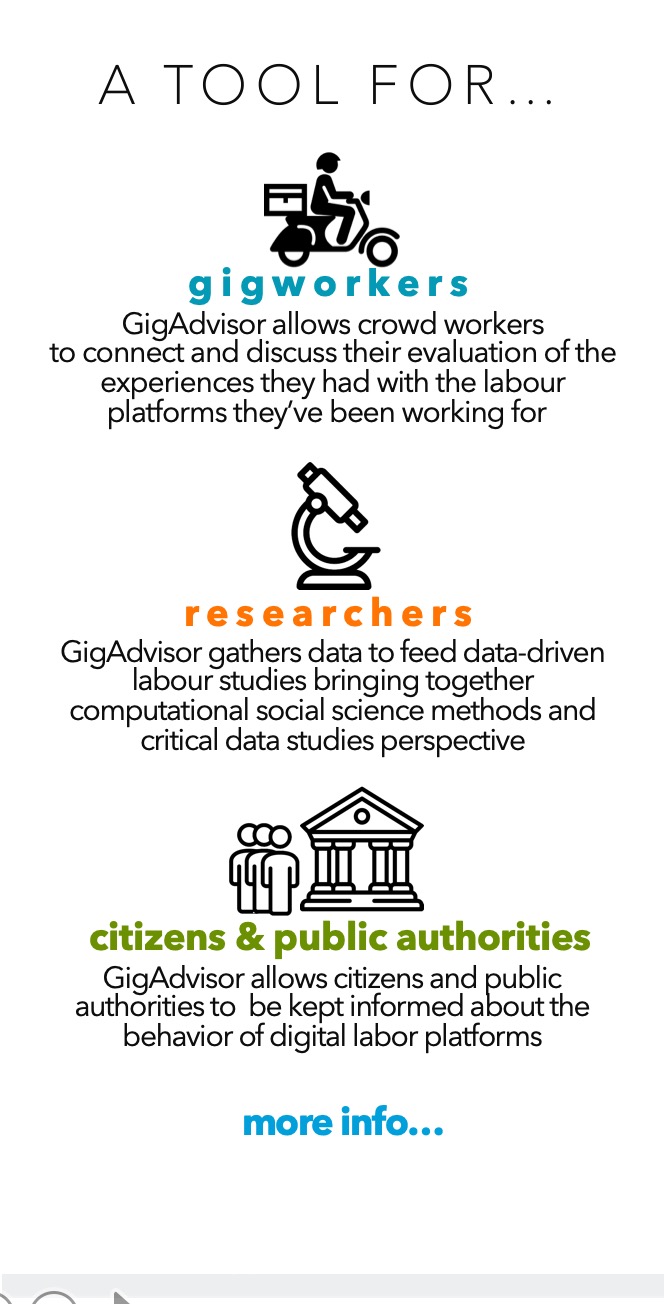 A TOOL FOR...
gigworkers
GigAdvisor allows crowd workers
to connect and discuss their evaluation of the
experiences they had with the labour
platforms they've been working for
researchers
GigAdvisor gathers data to feed data-driven
labour studies bringing together
computational social science methods and
critical data studies perspective
citizens & public authorities
GigAdvisor allows citizens and public
authorities to  be kept informed about the
behavior of digital labor platforms
more info...